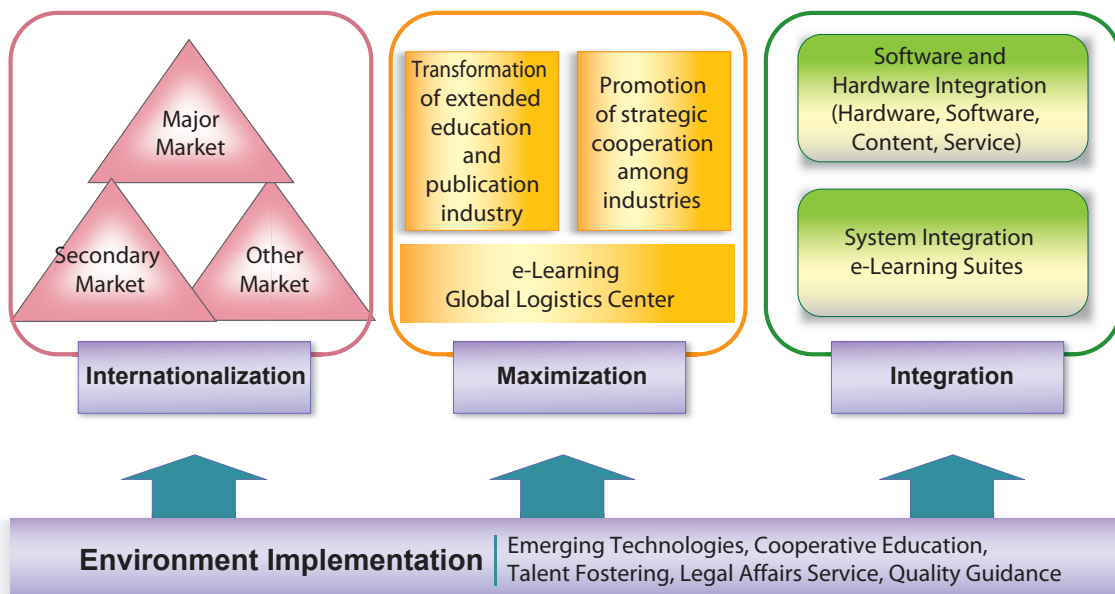 Major
Market
Secondary
Market
Other
Market
Internationalization
Transformation
of extended
education
and
publication
industry
Promotion
of strategic
cooperation
among
industries
e-Learning
Global Logistics Center
Maximization
Software and
Hardware Integration
(Hardware, Software,
Content, Service)
System Integration
e-Learning Suites
Integration
Environment Implementation
Emerging Technologies, Cooperative Education,
Talent Fostering, Legal Affairs Service, Quality Guidance